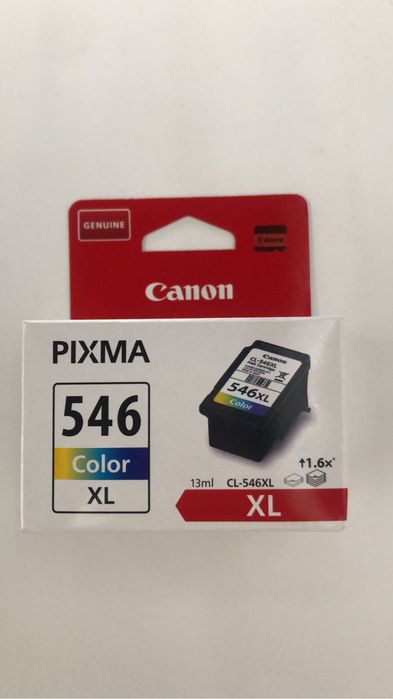 GENUINE
Canon
Canon
PIXMA
546
Color
XL
Canon
CL-546XL
546XL
Color
↑1.6x*
13ml CL-546XL
XL